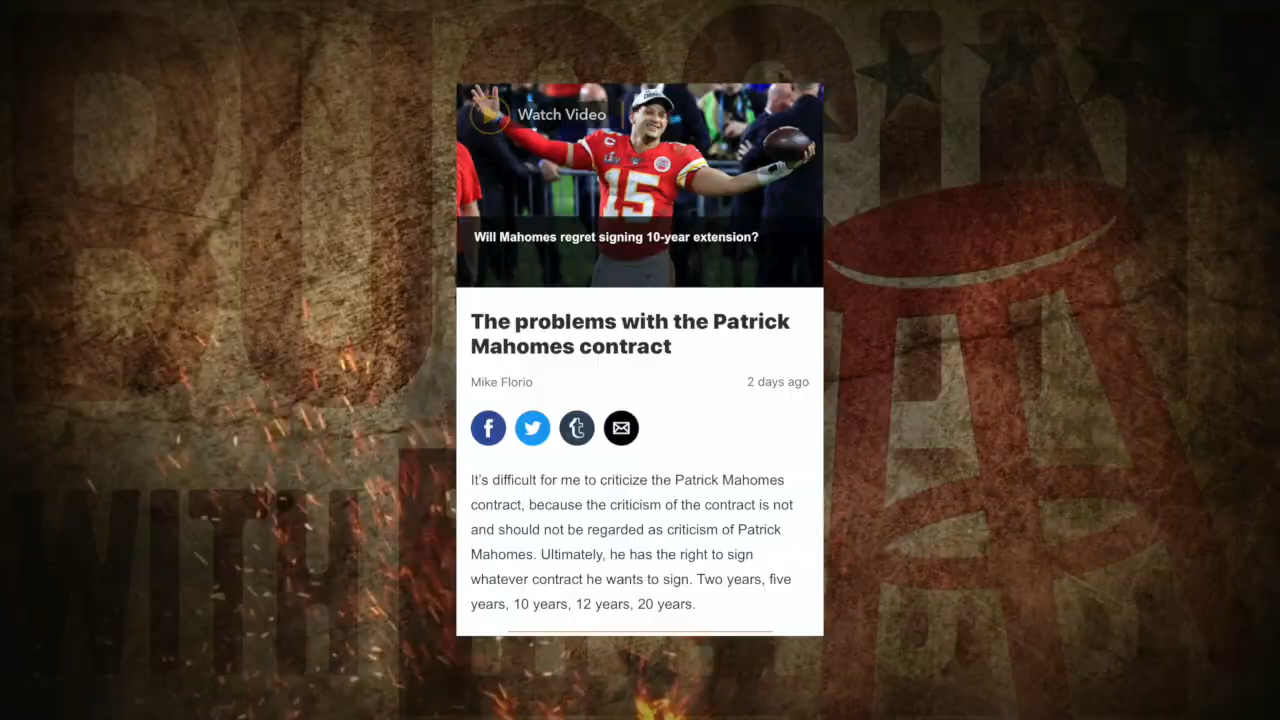 BUSSIN
WITH
Watch Video
15
Will Mahomes regret signing 10-year extension?
The problems with the Patrick
Mahomes contract
Mike Florio
2 days ago
It's difficult for me to criticize the Patrick Mahomes
contract, because the criticism of the contract is not
and should not be regarded as criticism of Patrick
Mahomes. Ultimately, he has the right to sign
whatever contract he wants to sign. Two years, five
years, 10 years, 12 years, 20 years.